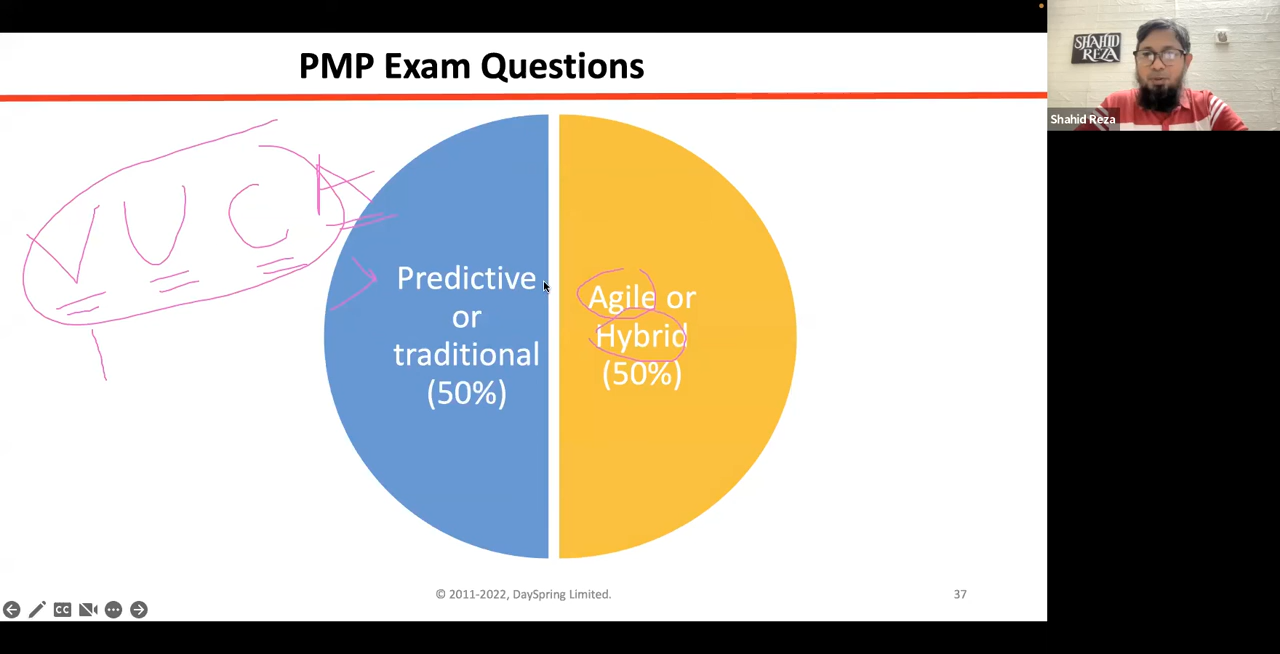 PMP Exam Questions
SHAHID
REZA
Shahid Reza
VUCA
Predictive
or
traditional
(50%)
Agile or
Hybrid
(50%)
© 2011-2022, DaySpring Limited.
37
CC